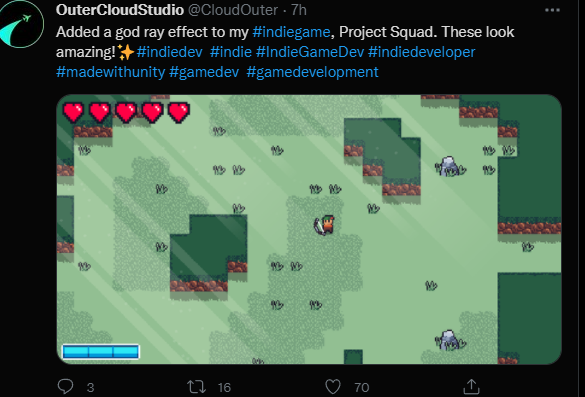 OuterCloudStudio @CloudOuter · 7h
Added a god ray effect to my #indiegame, Project Squad. These look
amazing!✨#indiedev #indie #IndieGameDev #indiedeveloper
#madewithunity #gamedev #gamedevelopment
3 16 70